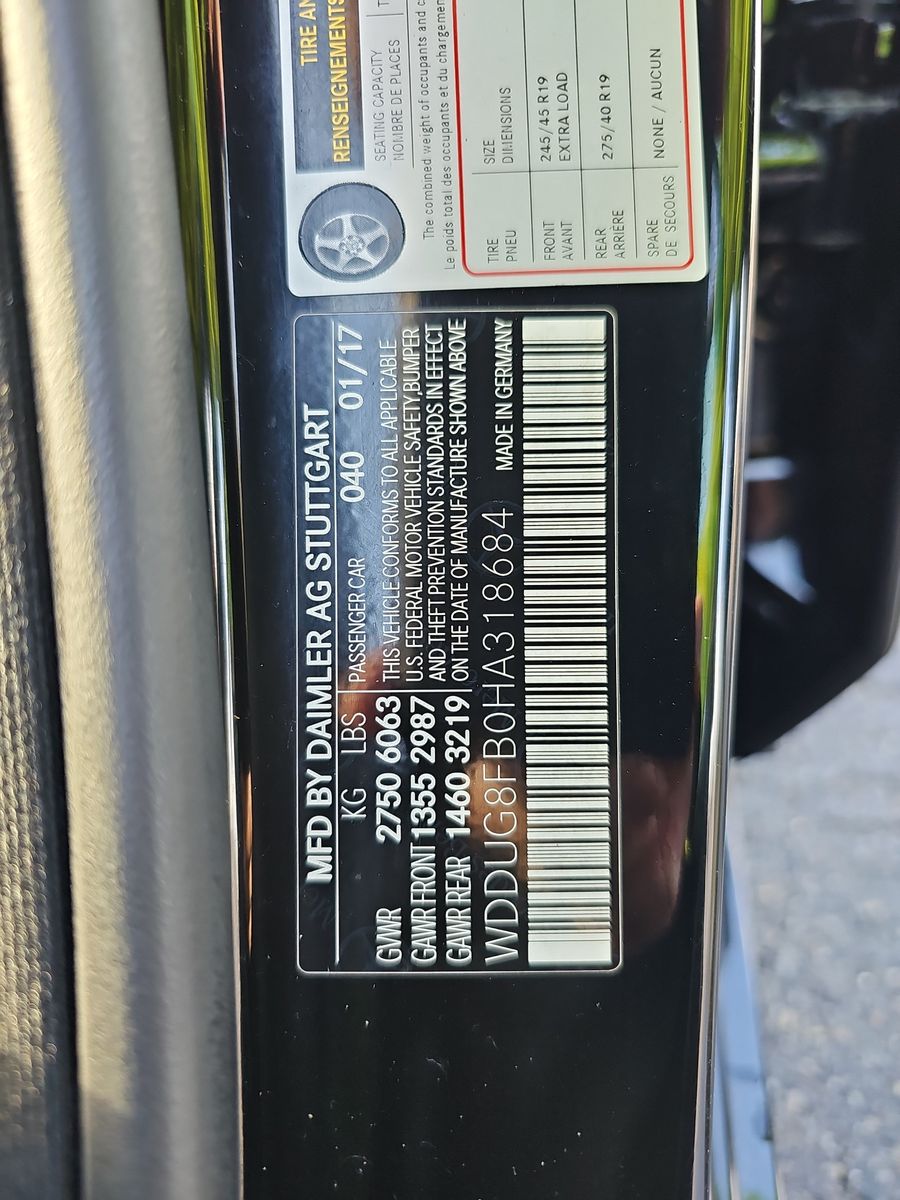 MFD BY DAIMLER AG STUTTGART
KG LBS PASSENGER CAR 040 01/17
GVWR 2750 6063
GAWR FRONT 1355 2987
GAWR REAR 1460 3219
THIS VEHICLE CONFORMS TO ALL APPLICABLE
U.S. FEDERAL MOTOR VEHICLE SAFETY,BUMPER
AND THEFT PREVENTION STANDARDS IN EFFECT
ON THE DATE OF MANUFACTURE SHOWN ABOVE
WDDUG8FB0HA318684 MADE IN GERMANY
TIRE
RENSEIGNEMENTS
SEATING CAPACITY
NOMBRE DE PLACES
The combined weight of occupants and
Le poids total des occupants et du
TIRE SIZE
PNEU DIMENSIONS
FRONT 245/45 R19
AVANT EXTRA LOAD
REAR 275/40 R19
ARRIÈRE
SPARE NONE / AUCUN
DE SECOURS